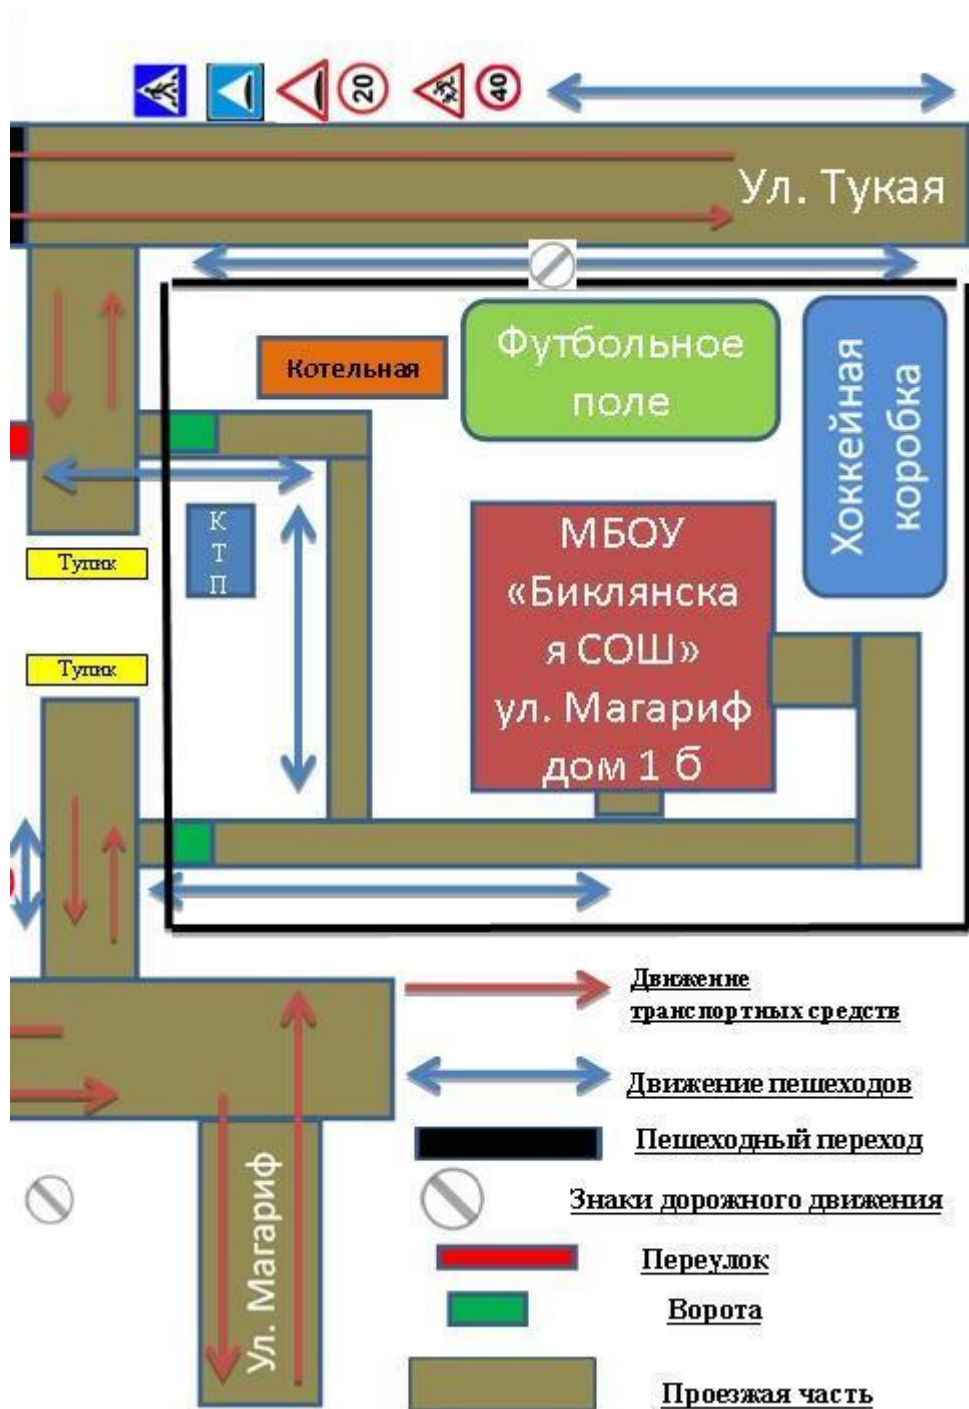 20
40
Ул. Тукая
Котельная
Футбольное
поле
Хоккейная
коробка
К
Т
П
Тупик
Тупик
МБОУ
«Биклянска
я СОШ»
ул. Магариф
дом 1 б
Движение
транспортных средств
Движение пешеходов
Пешеходный переход
Знаки дорожного движения
Ул. Магариф
Переулок
Ворота
Проезжая часть